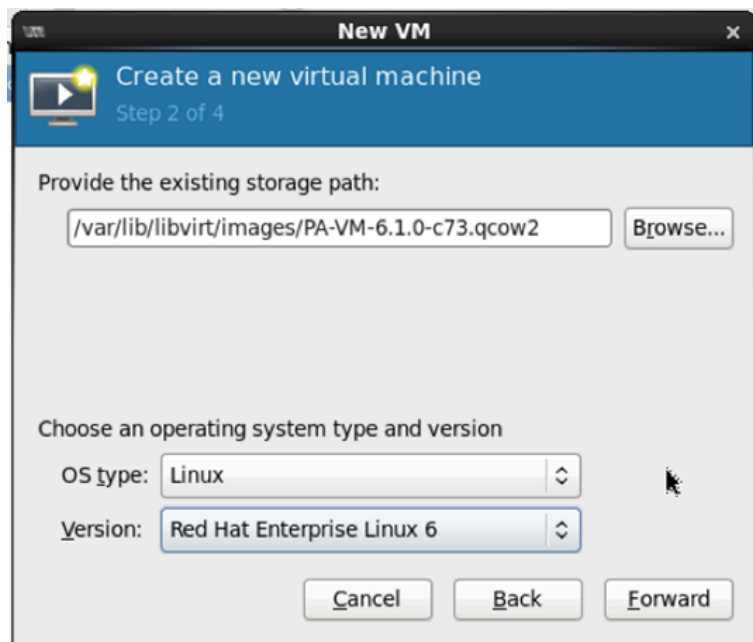 New VM
Create a new virtual machine
Step 2 of 4
Provide the existing storage path:
/var/lib/libvirt/images/PA-VM-6.1.0-c73.qcow2 Browse...
Choose an operating system type and version
OS type: Linux
Version: Red Hat Enterprise Linux 6
Cancel Back Forward